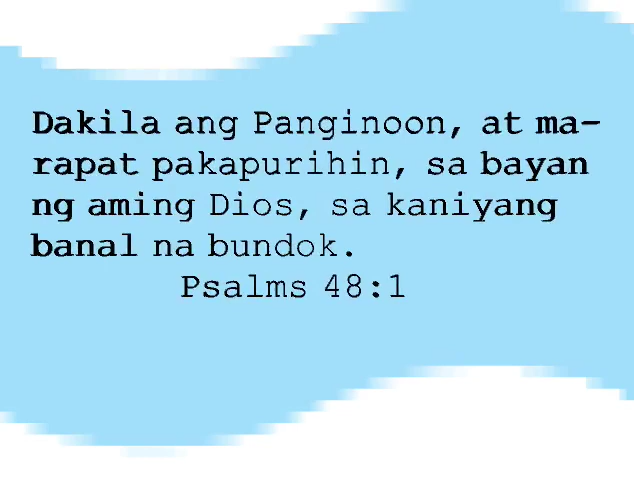 Dakila ang Panginoon, at ma-
rapat pakapurihin, sa bayan
ng aming Dios, sa kaniyang
banal na bundok.
Psalms 48:1